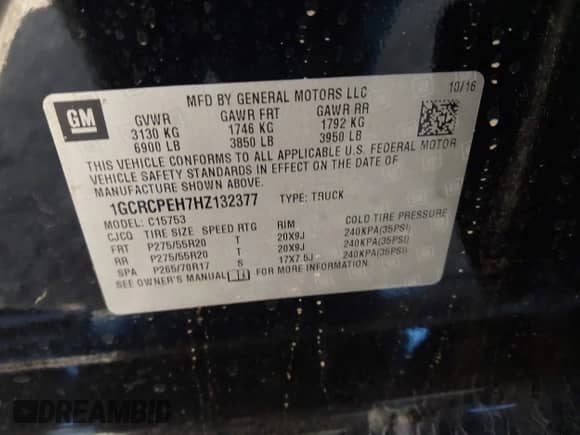 MFD BY GENERAL MOTORS LLC 10/16
GM GVWR GAWR FRT GAWR RR
3130 KG 1746 KG 1792 KG
6900 LB 3850 LB 3950 LB
THIS VEHICLE CONFORMS TO ALL APPLICABLE U.S. FEDERAL MOTOR
VEHICLE SAFETY STANDARDS IN EFFECT ON THE DATE OF
MANUFACTURE SHOWN ABOVE.
1GCRCPEH7HZ132377 TYPE: TRUCK
MODEL: C15753
CJCQ TIRE SIZE SPEED RTG RIM COLD TIRE PRESSURE
FRT P275/55R20 T 20X9J 240KPA(35PSI)
RR P275/55R20 T 20X9J 240KPA(35PSI)
SPA P265/70R17 S 17X7.5J 240KPA(35PSI)
SEE OWNER'S MANUAL
DREAMBID